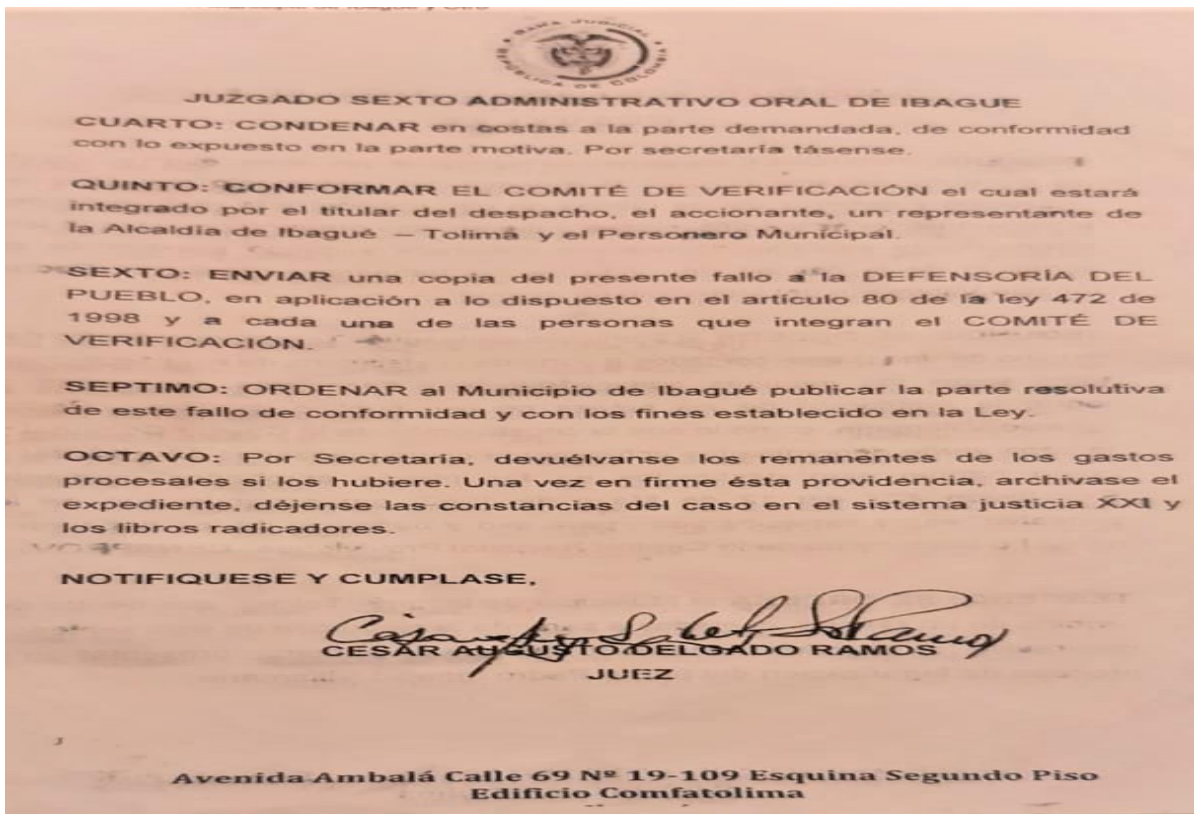 RAMA JUDICIAL
REPÚBLICA DE COLOMBIA
JUZGADO SEXTO ADMINISTRATIVO ORAL DE IBAGUE
CUARTO: CONDENAR en costas a la parte demandada, de conformidad
con lo expuesto en la parte motiva. Por secretaría tásense.
QUINTO: CONFORMAR EL COMITÉ DE VERIFICACIÓN el cual estará
integrado por el titular del despacho, el accionante, un representante de
la Alcaldía de Ibagué – Tolima y el Personero Municipal.
SEXTO: ENVIAR una copia del presente fallo a la DEFENSORÍA DEL
PUEBLO, en aplicación a lo dispuesto en el artículo 80 de la ley 472 de
1998 y a cada una de las personas que integran el COMITÉ DE
VERIFICACIÓN.
SEPTIMO: ORDENAR al Municipio de Ibagué publicar la parte resolutiva
de este fallo de conformidad y con los fines establecido en la Ley.
OCTAVO: Por Secretaria, devuélvanse los remanentes de los gastos
procesales si los hubiere. Una vez en firme ésta providencia, archivase el
expediente, déjense las constancias del caso en el sistema justicia XXI y
los libros radicadores.
NOTIFIQUESE Y CUMPLASE,
CESAR AUGUSTO DELGADO RAMOS
JUEZ
Avenida Ambalá Calle 69 Nº 19-109 Esquina Segundo Piso
Edificio Comfatolima